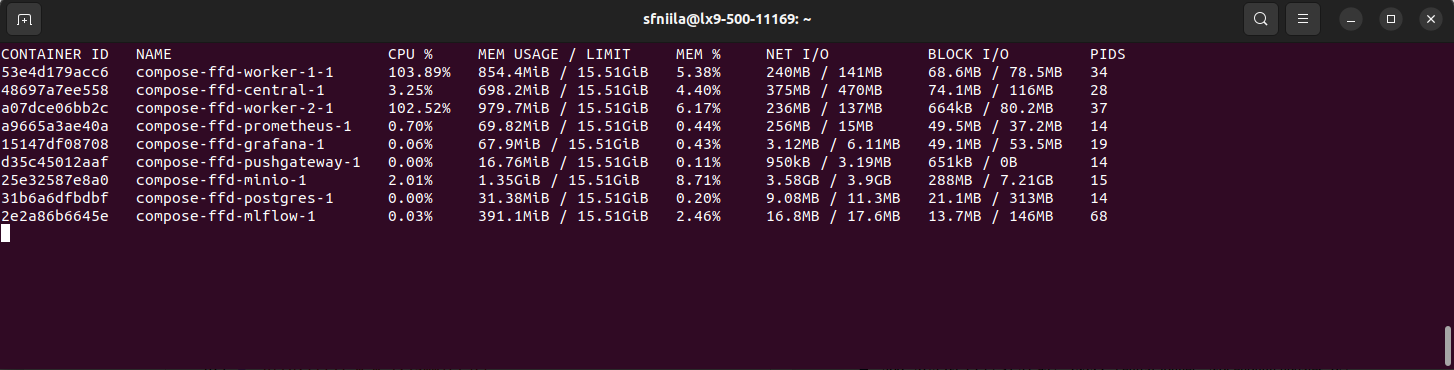 sfniila@lx9-500-11169: ~
CONTAINER ID   NAME                        CPU %     MEM USAGE / LIMIT     MEM %     NET I/O           BLOCK I/O         PIDS
53e4d179acc6   compose-ffd-worker-1-1      103.89%   854.4MiB / 15.51GiB   5.38%     240MB / 141MB     68.6MB / 78.5MB   34
48697a7ee558   compose-ffd-central-1       3.25%     698.2MiB / 15.51GiB   4.40%     375MB / 470MB     74.1MB / 116MB    28
a07dce06bb2c   compose-ffd-worker-2-1      102.52%   979.7MiB / 15.51GiB   6.17%     236MB / 137MB     664kB / 80.2MB    37
a9665a3ae40a   compose-ffd-prometheus-1    0.70%     69.82MiB / 15.51GiB   0.44%     256MB / 15MB      49.5MB / 37.2MB   14
15147df08708   compose-ffd-grafana-1       0.06%     67.9MiB / 15.51GiB    0.43%     3.12MB / 6.11MB   49.1MB / 53.5MB   19
d35c45012aaf   compose-ffd-pushgateway-1   0.00%     16.76MiB / 15.51GiB   0.11%     950kB / 3.19MB    651kB / 0B        14
25e32587e8a0   compose-ffd-minio-1         2.01%     1.35GiB / 15.51GiB    8.71%     3.58GB / 3.9GB    288MB / 7.21GB    15
31b6a6dfbdbf   compose-ffd-postgres-1      0.00%     31.38MiB / 15.51GiB   0.20%     9.08MB / 11.3MB   21.1MB / 313MB    14
2e2a86b6645e   compose-ffd-mlflow-1        0.03%     391.1MiB / 15.51GiB   2.46%     16.8MB / 17.6MB   13.7MB / 146MB    68